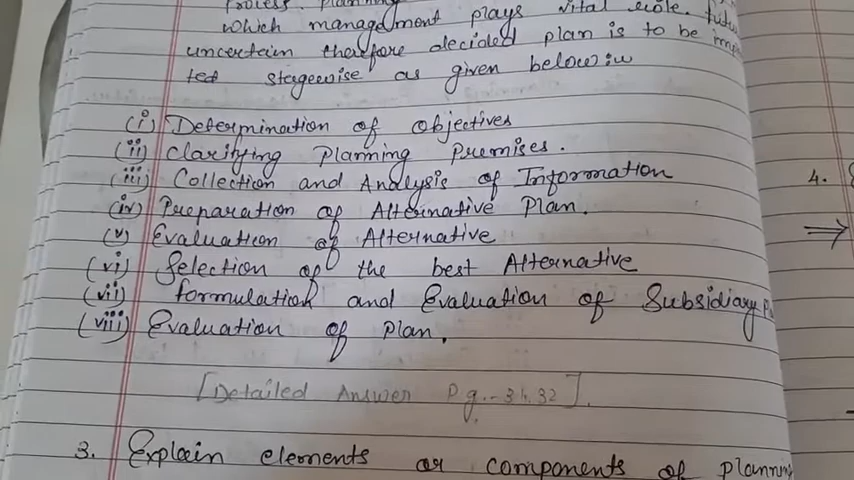 Process.
which management plays vital role.
uncertain therefore decided plan is to be
ted stagewise as given below:-
(i) Determination of objectives
(ii) Clarifying Planning Premises.
(iii) Collection and Analysis of Information
4.
(iv) Preparation of Alternative Plan.
(v) Evaluation of Alternative
(vi) Selection of the best Alternative
(vii) formulation and Evaluation of Subsidiary
(viii) Evaluation of Plan.
[Detailed Answer Pg.- 31.32].
3. Explain elements or components of